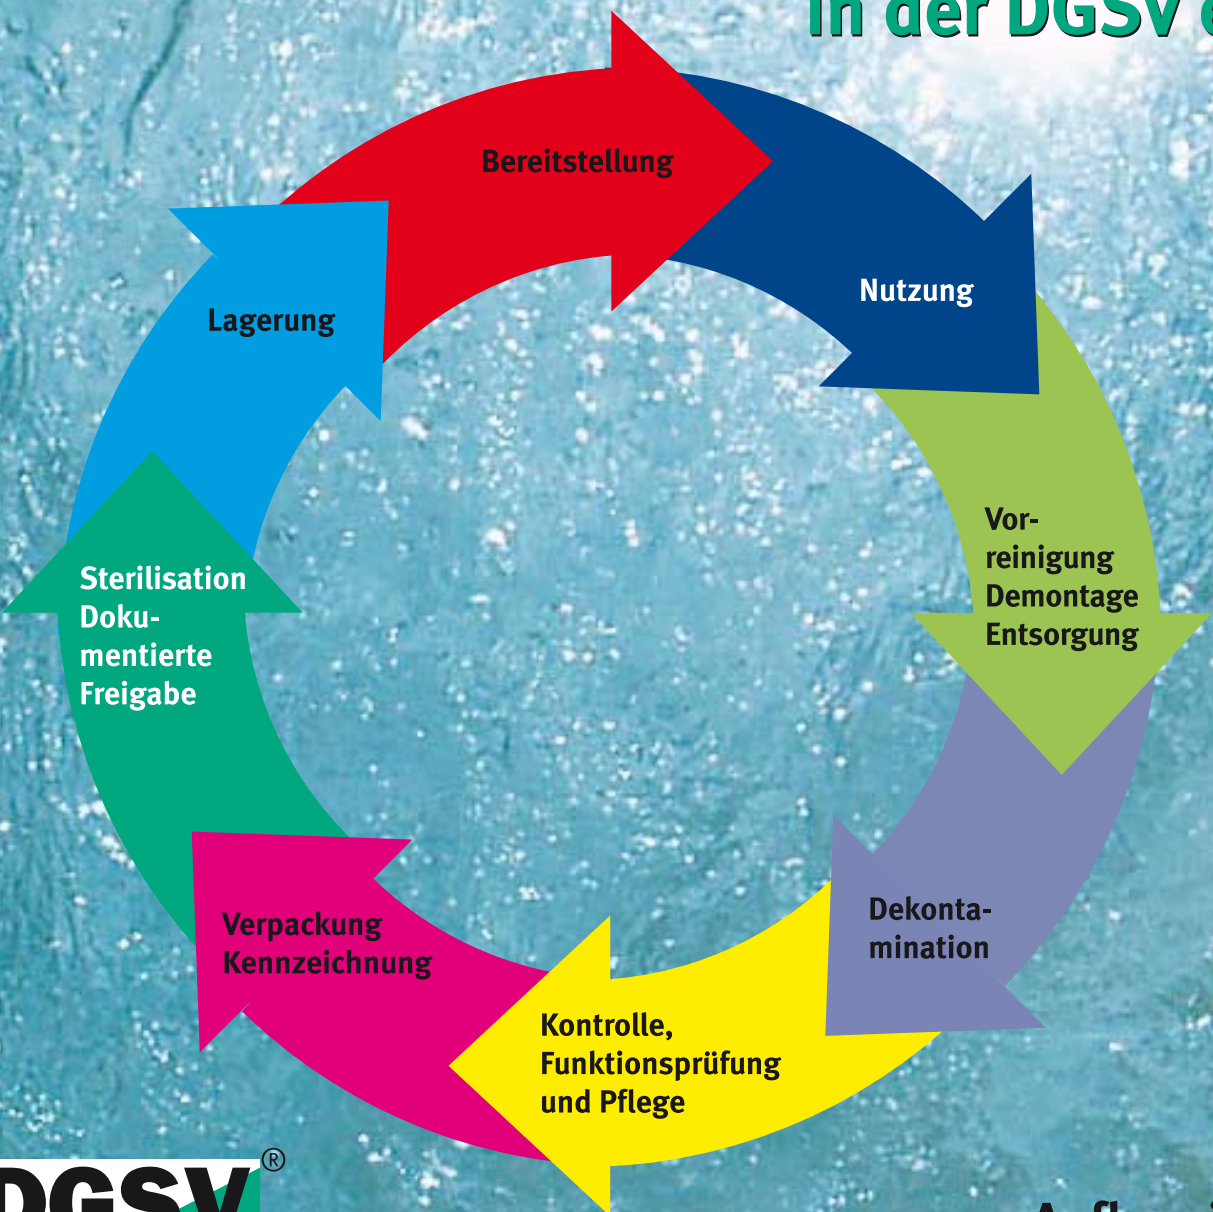 in der DGSV e
Bereitstellung
Nutzung
Lagerung
Vor-
reinigung
Demontage
Entsorgung
Sterilisation
Doku-
mentierte
Freigabe
Dekonta-
mination
Verpackung
Kennzeichnung
Kontrolle,
Funktionsprüfung
und Pflege
DGSV®